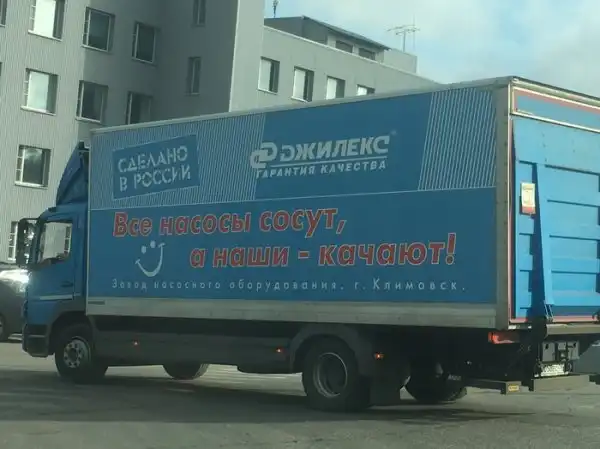 СДЕЛАНО
В РОССИИ
ДЖИЛЕКС®
ГАРАНТИЯ КАЧЕСТВА
Все насосы сосут,
а наши - качают!
Завод насосного оборудования. г. Климовск.